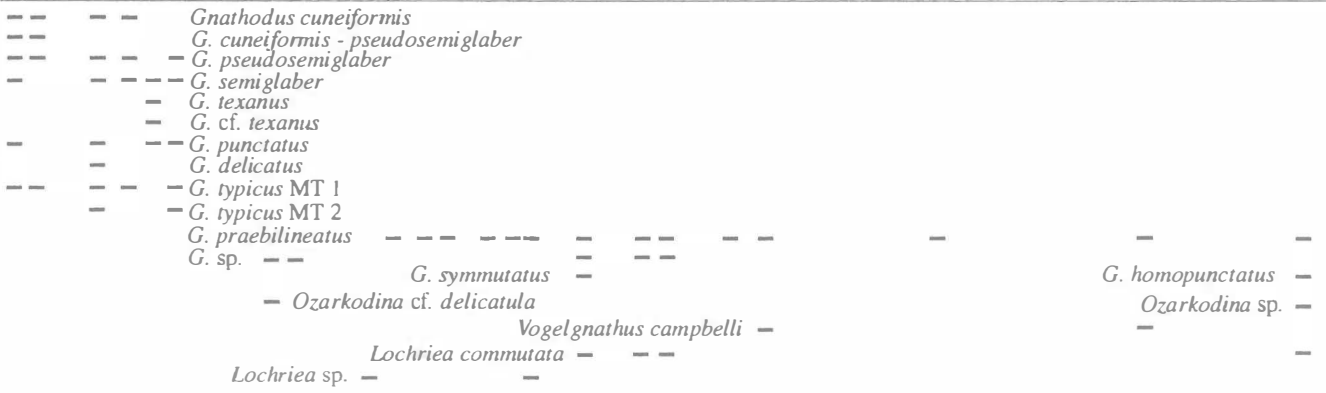 Gnathodus cuneiformis
G. cuneiformis - pseudosemiglaber
G. pseudosemiglaber
G. semiglaber
G. texanus
G. cf. texanus
G. punctatus
G. delicatus
G. typicus MT 1
G. typicus MT 2
G. praebilineatus
G. sp.
G. symmutatus
G. homopunctatus
Ozarkodina cf. delicatula
Ozarkodina sp.
Vogelgnathus campbelli
Lochriea commutata
Lochriea sp.